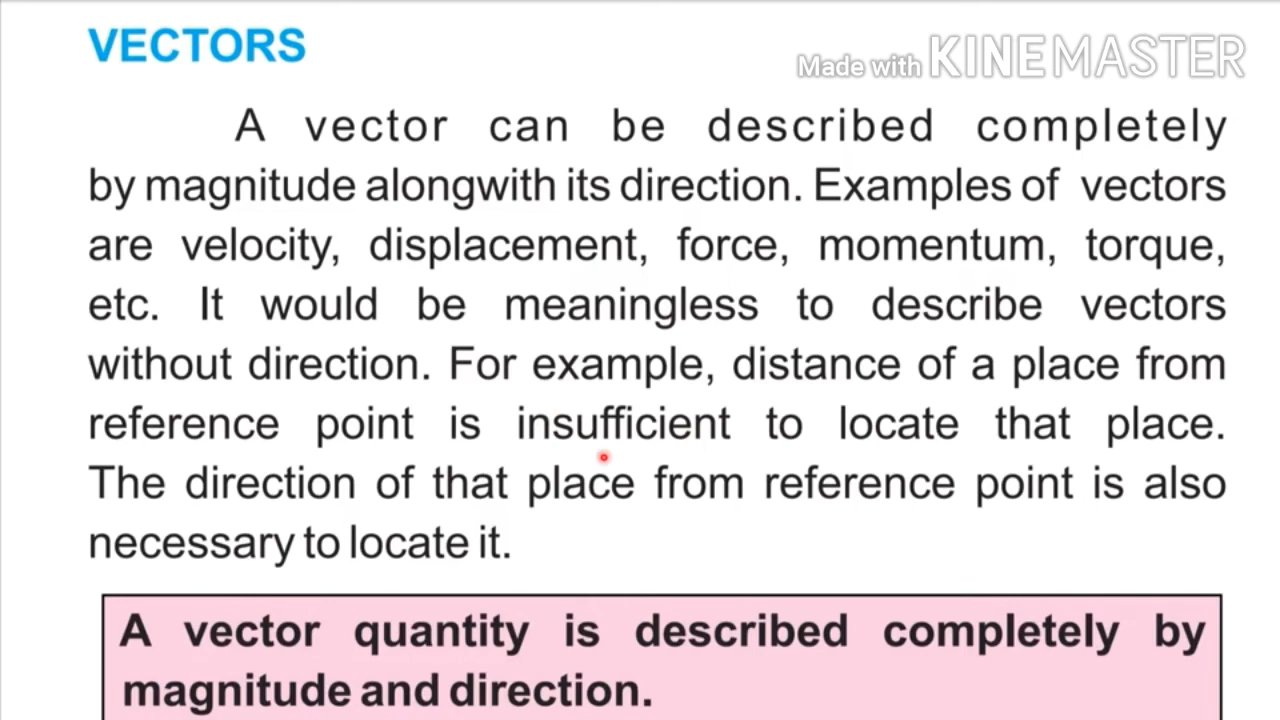 VECTORS
Made with KINEMASTER
A vector can be described completely
by magnitude alongwith its direction. Examples of vectors
are velocity, displacement, force, momentum, torque,
etc. It would be meaningless to describe vectors
without direction. For example, distance of a place from
reference point is insufficient to locate that place.
The direction of that place from reference point is also
necessary to locate it.
A vector quantity is described completely by
magnitude and direction.